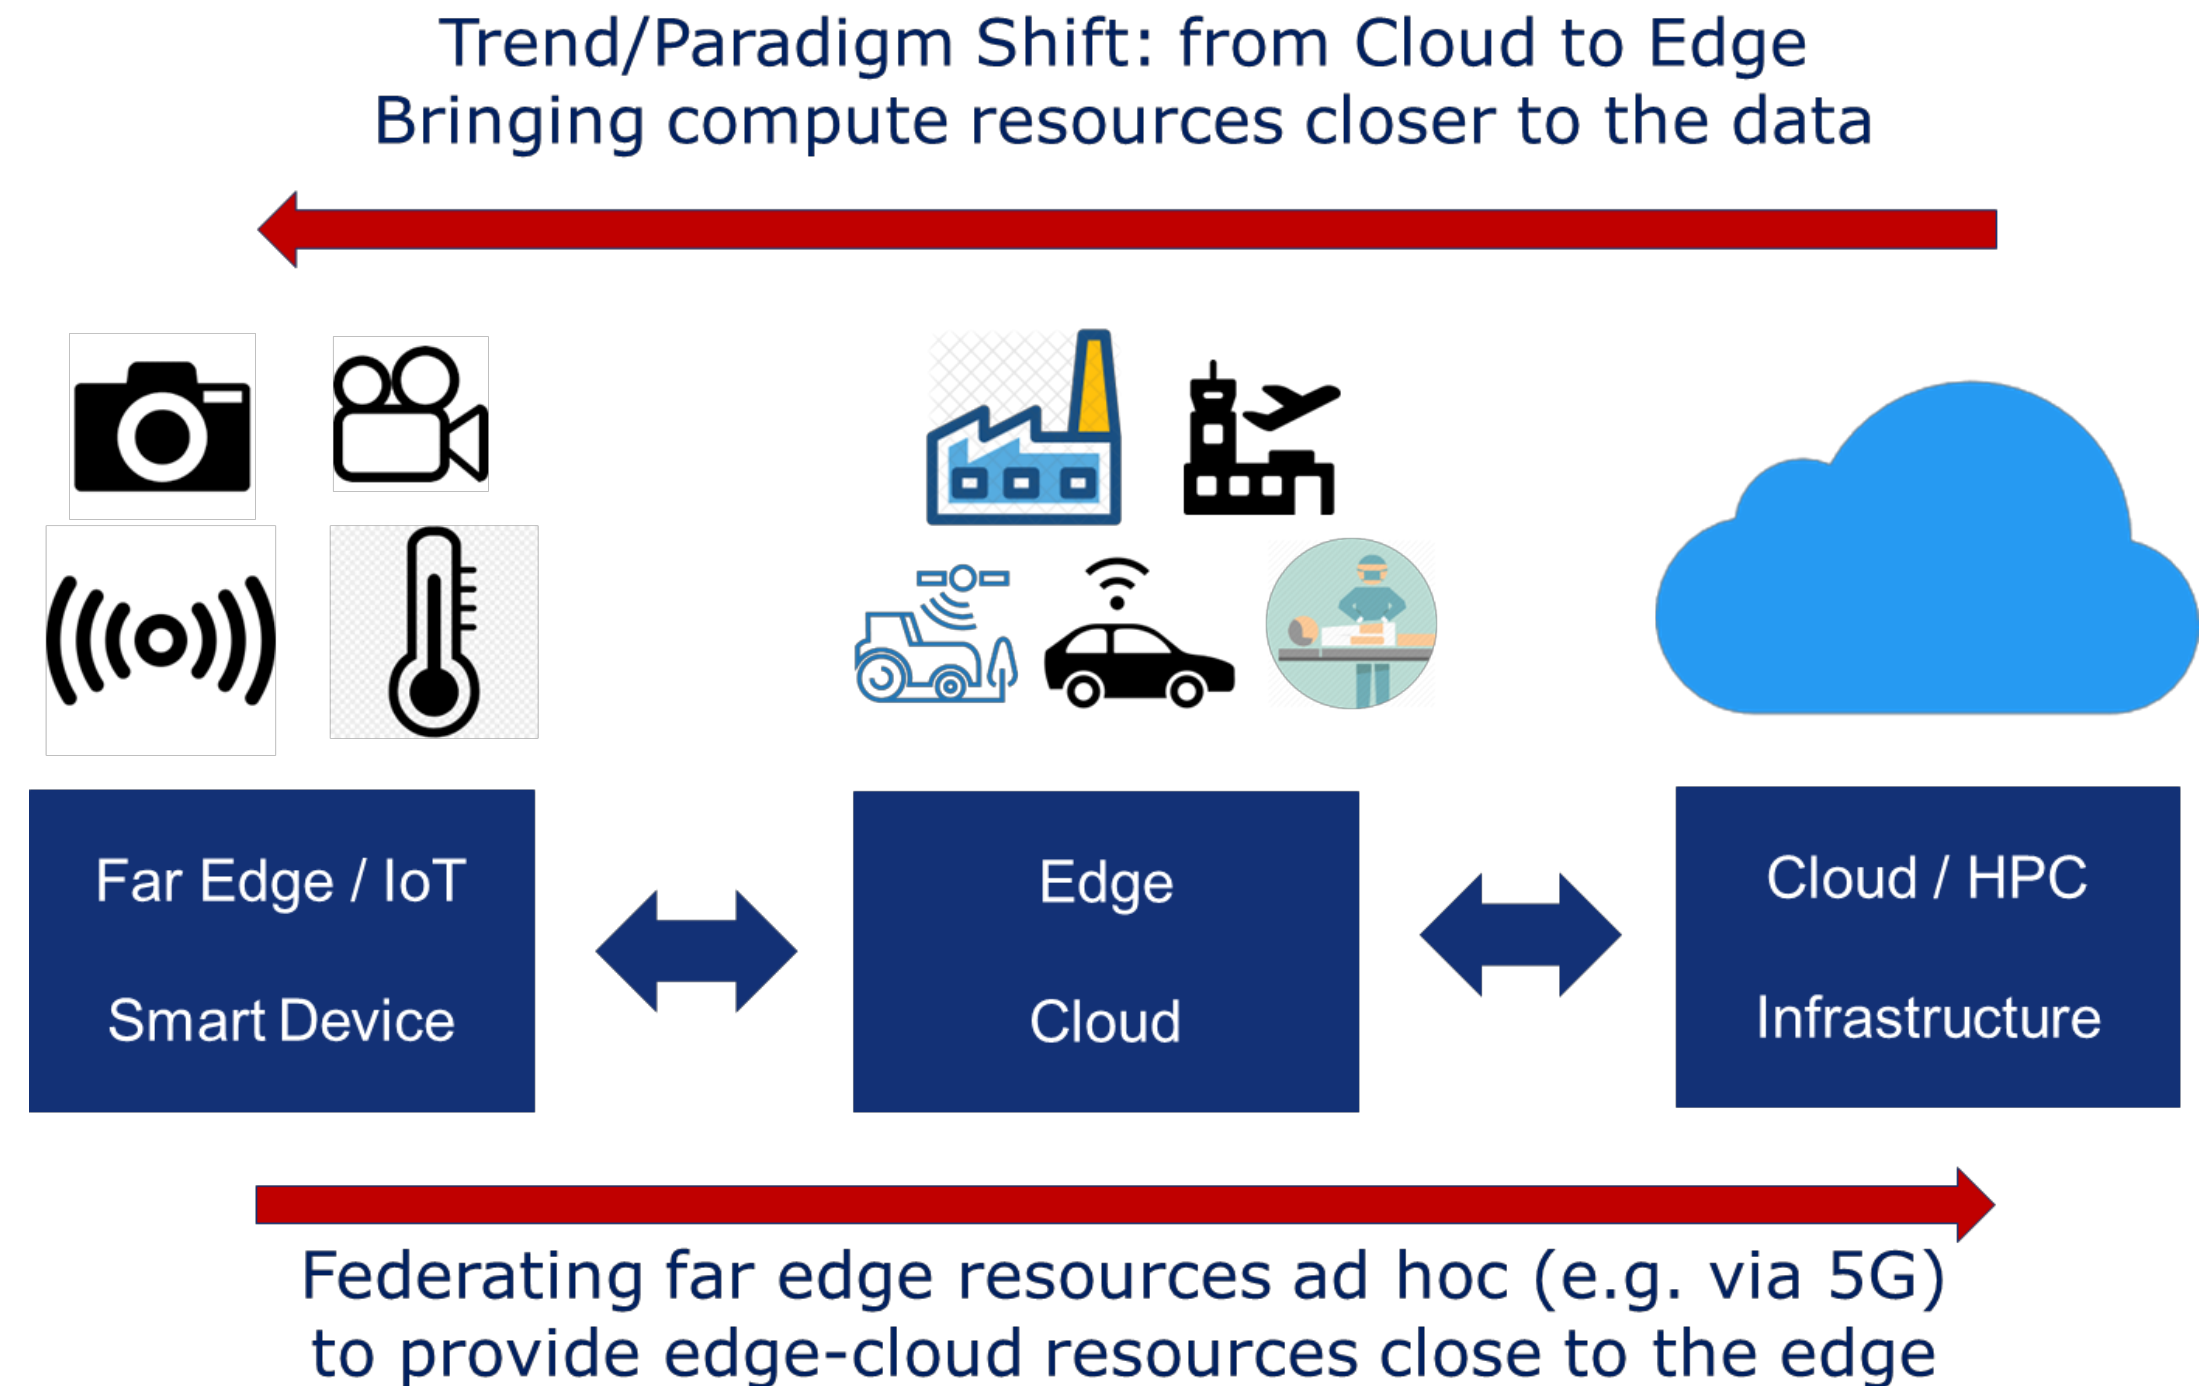 Trend/Paradigm Shift: from Cloud to Edge
Bringing compute resources closer to the data
Far Edge / IoT
Smart Device
Edge
Cloud
Cloud / HPC
Infrastructure
Federating far edge resources ad hoc (e.g. via 5G)
to provide edge-cloud resources close to the edge